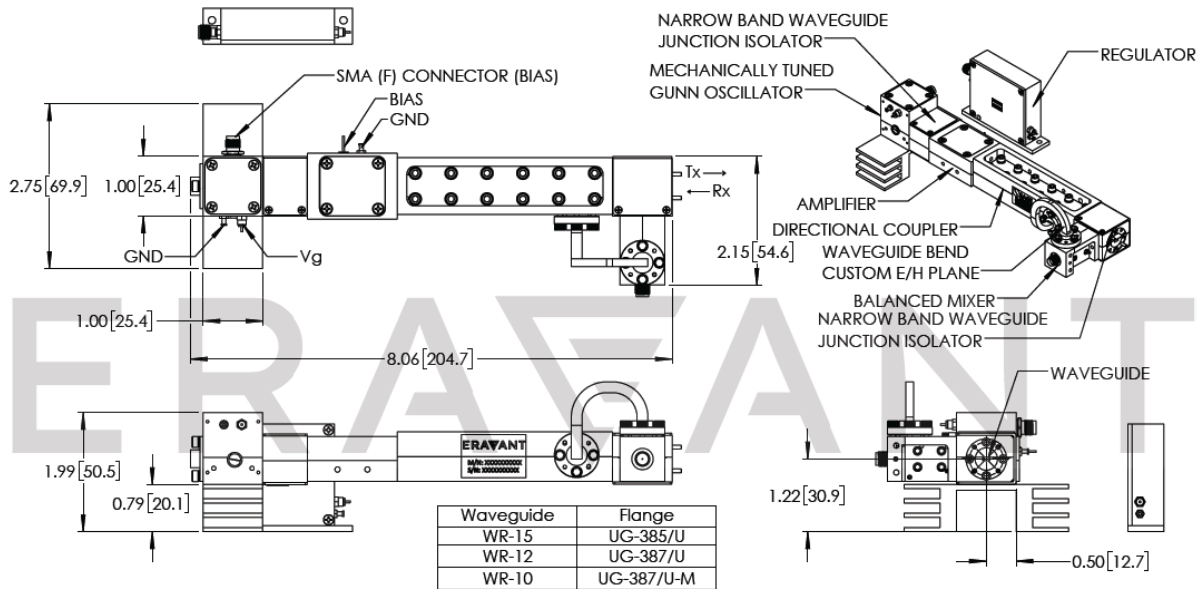 NARROW BAND WAVEGUIDE
JUNCTION ISOLATOR
REGULATOR
MECHANICALLY TUNED
GUNN OSCILLATOR
SMA (F) CONNECTOR (BIAS)
BIAS
GND
2.75[69.9]
1.00[25.4]
Tx
Rx
2.15[54.6]
GND
Vg
1.00[25.4]
8.06[204.7]
AMPLIFIER
DIRECTIONAL COUPLER
WAVEGUIDE BEND
CUSTOM E/H PLANE
BALANCED MIXER
NARROW BAND WAVEGUIDE
JUNCTION ISOLATOR
ERAVANT
WAVEGUIDE
1.99[50.5]
0.79[20.1]
ERAVANT
M/N: XXXXXXXXXXX
S/N: XXXXXXXXXXX
1.22[30.9]
0.50[12.7]
Waveguide Flange
WR-15 UG-385/U
WR-12 UG-387/U
WR-10 UG-387/U-M